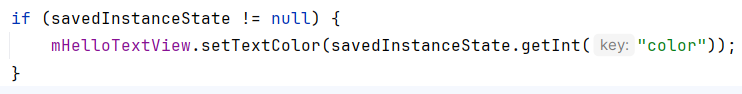 if (savedInstanceState != null) {
    mHelloTextView.setTextColor(savedInstanceState.getInt( key: "color"));
}